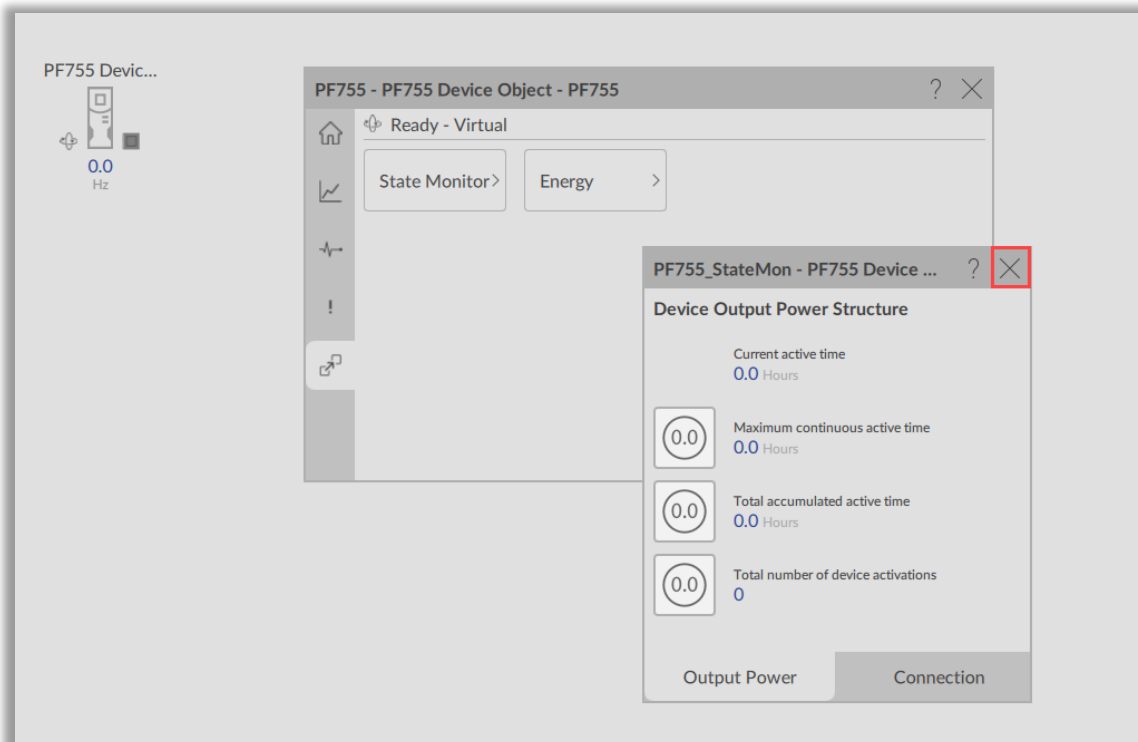 PF755 Devic...
0.0
Hz
PF755 - PF755 Device Object - PF755
?
Ready - Virtual
State Monitor
Energy
!
PF755_StateMon - PF755 Device ...
?
Device Output Power Structure
Current active time
0.0 Hours
0.0
Maximum continuous active time
0.0 Hours
0.0
Total accumulated active time
0.0 Hours
0.0
Total number of device activations
0
Output Power
Connection